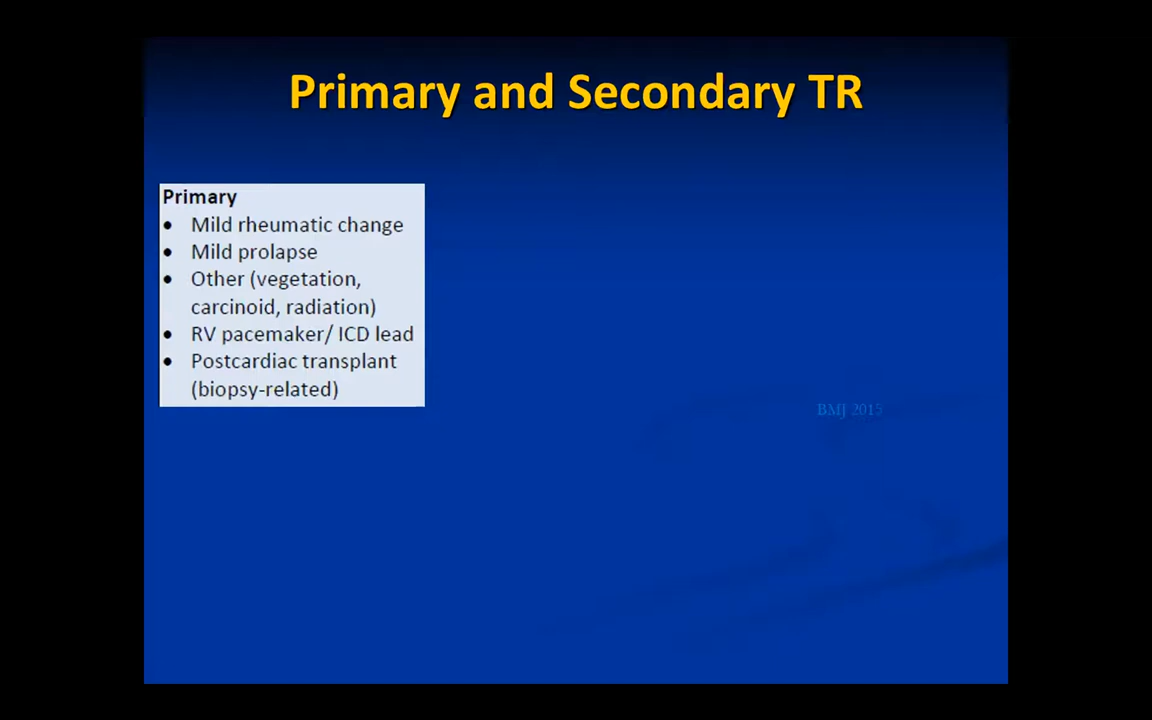 Primary and Secondary TR
Primary
• Mild rheumatic change
• Mild prolapse
• Other (vegetation,
carcinoid, radiation)
• RV pacemaker/ ICD lead
• Postcardiac transplant
(biopsy-related)
BMJ 2015